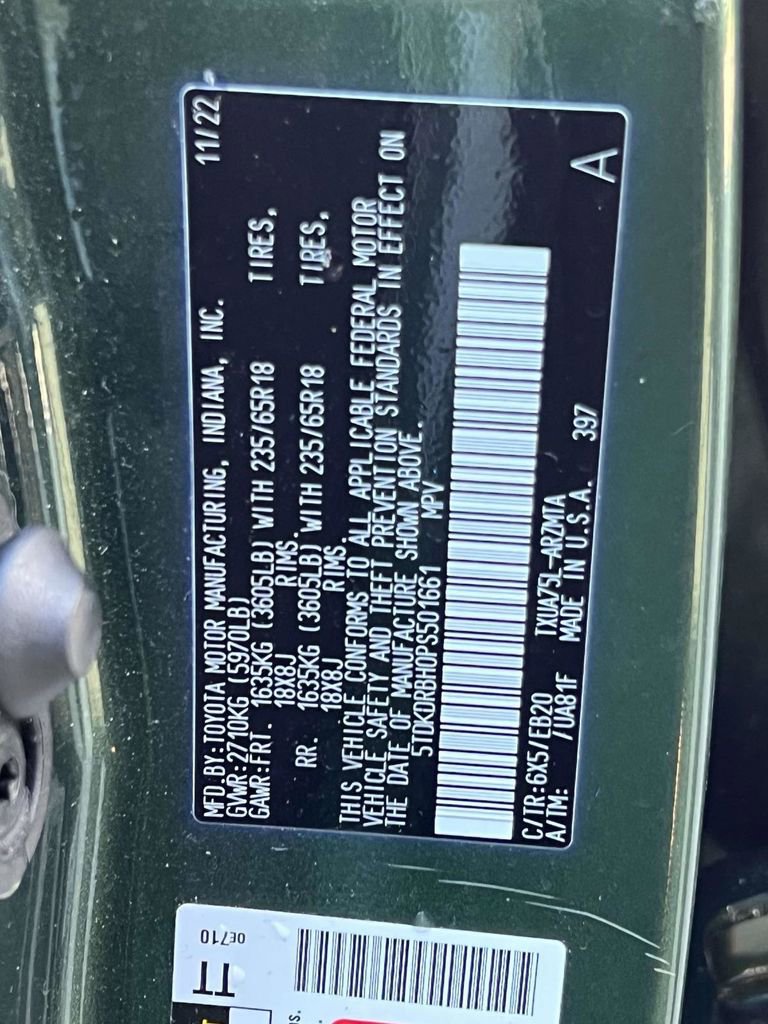 MFD.BY:TOYOTA MOTOR MANUFACTURING, INDIANA, INC. 11/22
GVWR:2710KG (5970LB)
GAWR:FRT. 1635KG (3605LB) WITH 235/65R18 TIRES,
18X8J RIMS.
RR. 1635KG (3605LB) WITH 235/65R18 TIRES,
18X8J RIMS.
THIS VEHICLE CONFORMS TO ALL APPLICABLE FEDERAL MOTOR
VEHICLE SAFETY AND THEFT PREVENTION STANDARDS IN EFFECT ON
THE DATE OF MANUFACTURE SHOWN ABOVE.
5TDKDRBH0PS501661 MPV
C/TR:6X5/EB20 TXUA75L-ARZMTA
A/TM: /UA81F MADE IN U.S.A. 397 A
0E710
TT